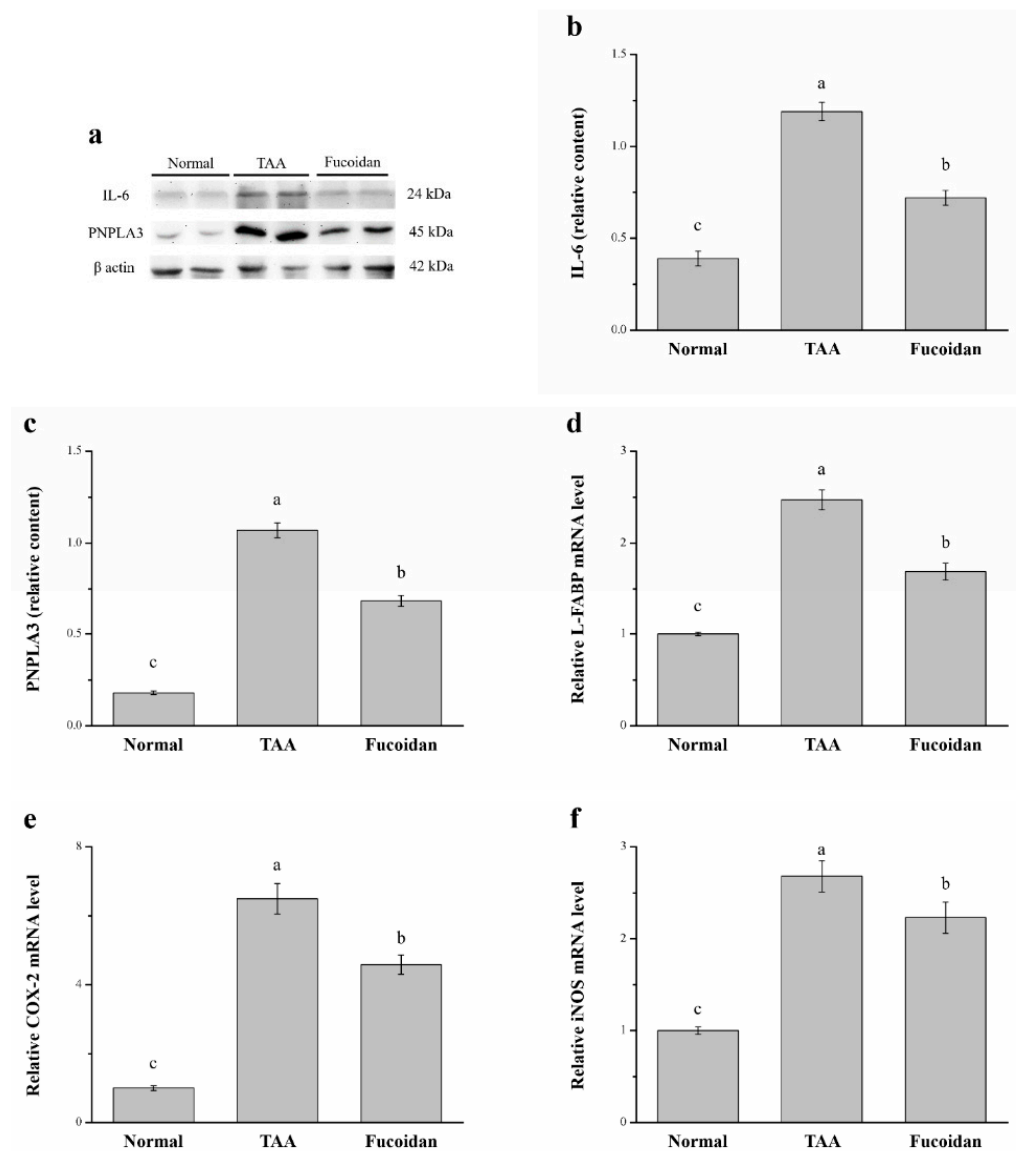 a
Normal TAA Fucoidan
IL-6 24 kDa
PNPLA3 45 kDa
β actin 42 kDa
b
IL-6 (relative content)
1.5
1.0
0.5
0.0
a
b
c
Normal TAA Fucoidan
c
PNPLA3 (relative content)
1.5
1.0
0.5
0.0
a
b
c
Normal TAA Fucoidan
d
Relative L-FABP mRNA level
3
2
1
0
a
b
c
Normal TAA Fucoidan
e
Relative COX-2 mRNA level
8
4
0
a
b
c
Normal TAA Fucoidan
f
Relative iNOS mRNA level
3
2
1
0
a
b
c
Normal TAA Fucoidan